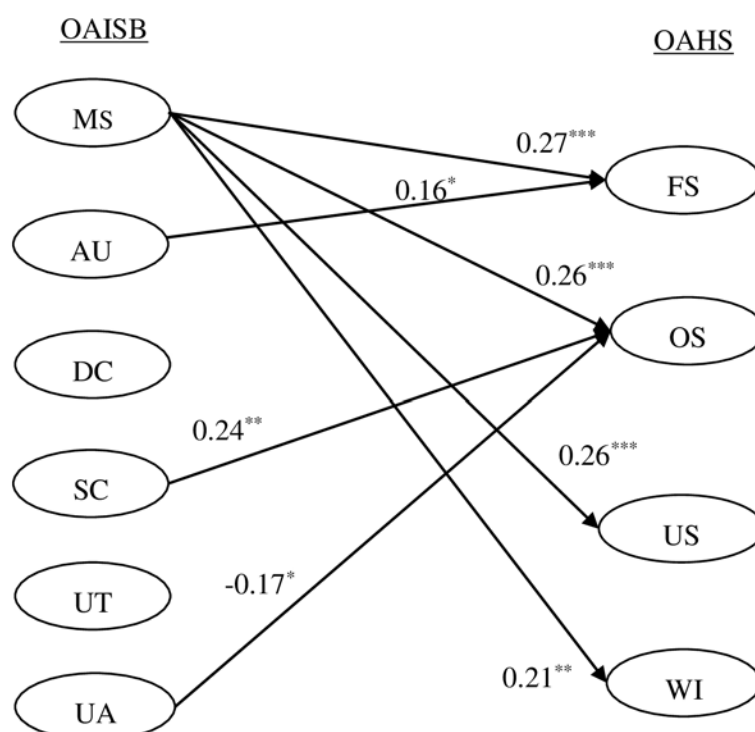 OAISB
OAHS
MS
0.27***
FS
0.16*
AU
0.26***
OS
DC
0.24**
0.26***
SC
US
-0.17*
UT
0.21**
WI
UA